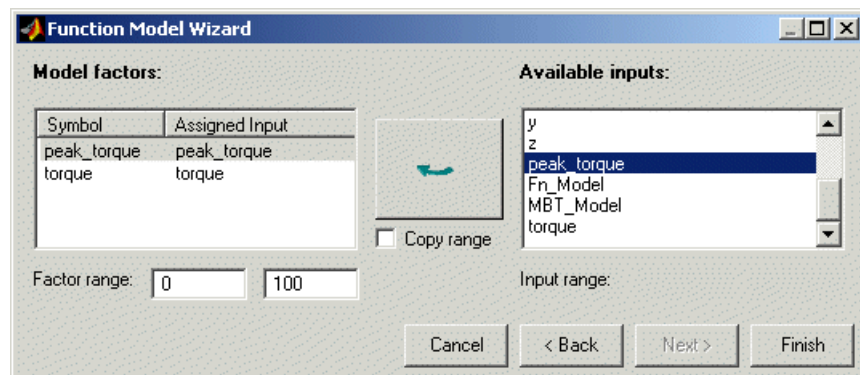 Function Model Wizard
Model factors:
Available inputs:
Symbol Assigned Input
peak_torque peak_torque
torque torque
y
z
peak_torque
Fn_Model
MBT_Model
torque
Copy range
Factor range: 0 100
Input range:
Cancel < Back Next > Finish